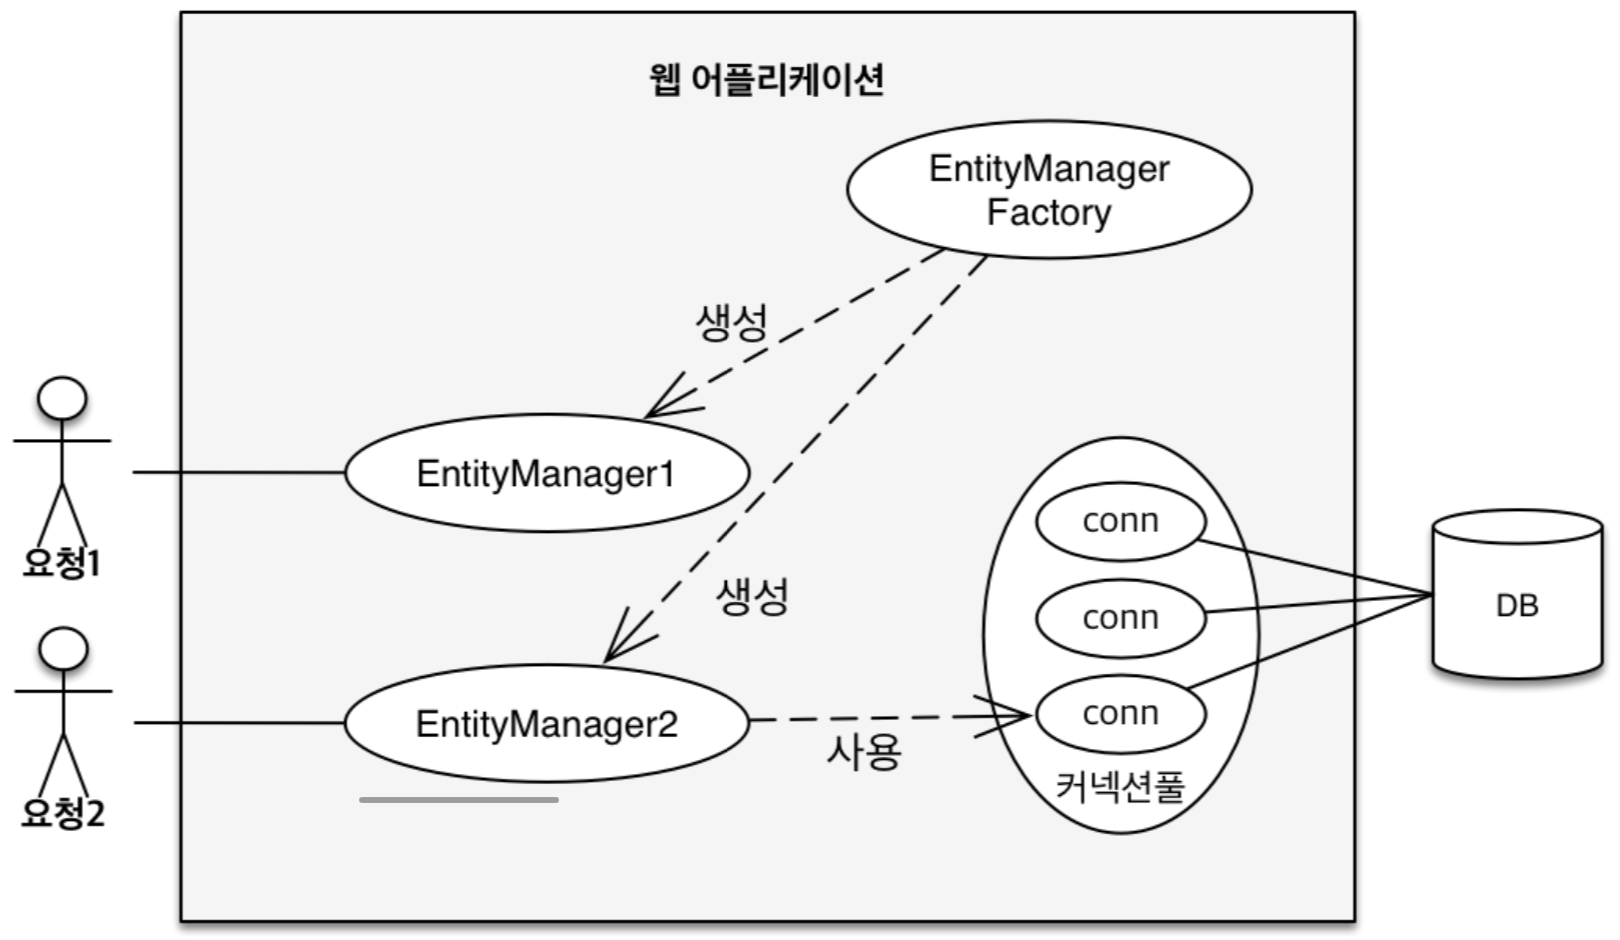 웹 어플리케이션
EntityManager
Factory
생성
EntityManager1
요청1
conn
conn
conn
커넥션풀
DB
생성
EntityManager2
사용
요청2